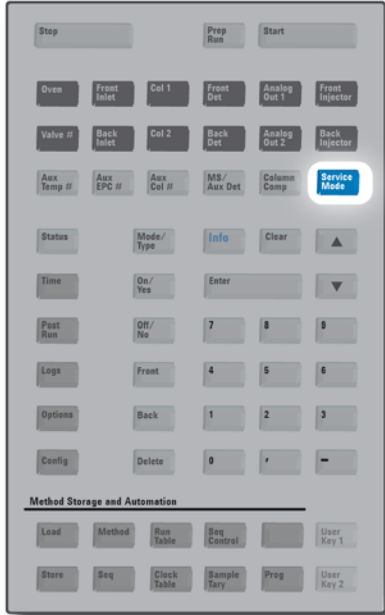 Stop Prep Run Start
Oven Front Inlet Col 1 Front Det Analog Out 1 Front Injector
Valve # Back Inlet Col 2 Back Det Analog Out 2 Back Injector
Aux Temp # Aux EPC # Aux Col # MS/ Aux Det Column Comp Service Mode
Status Mode/ Type Info Clear ▲
Time On/ Yes Enter ▼
Post Run Off/ No 7 8 9
Logs Front 4 5 6
Options Back 1 2 3
Config Delete 0 , –
Method Storage and Automation
Load Method Run Table Seq Control User Key 1
Store Seq Clock Table Sample Tary Prog User Key 2